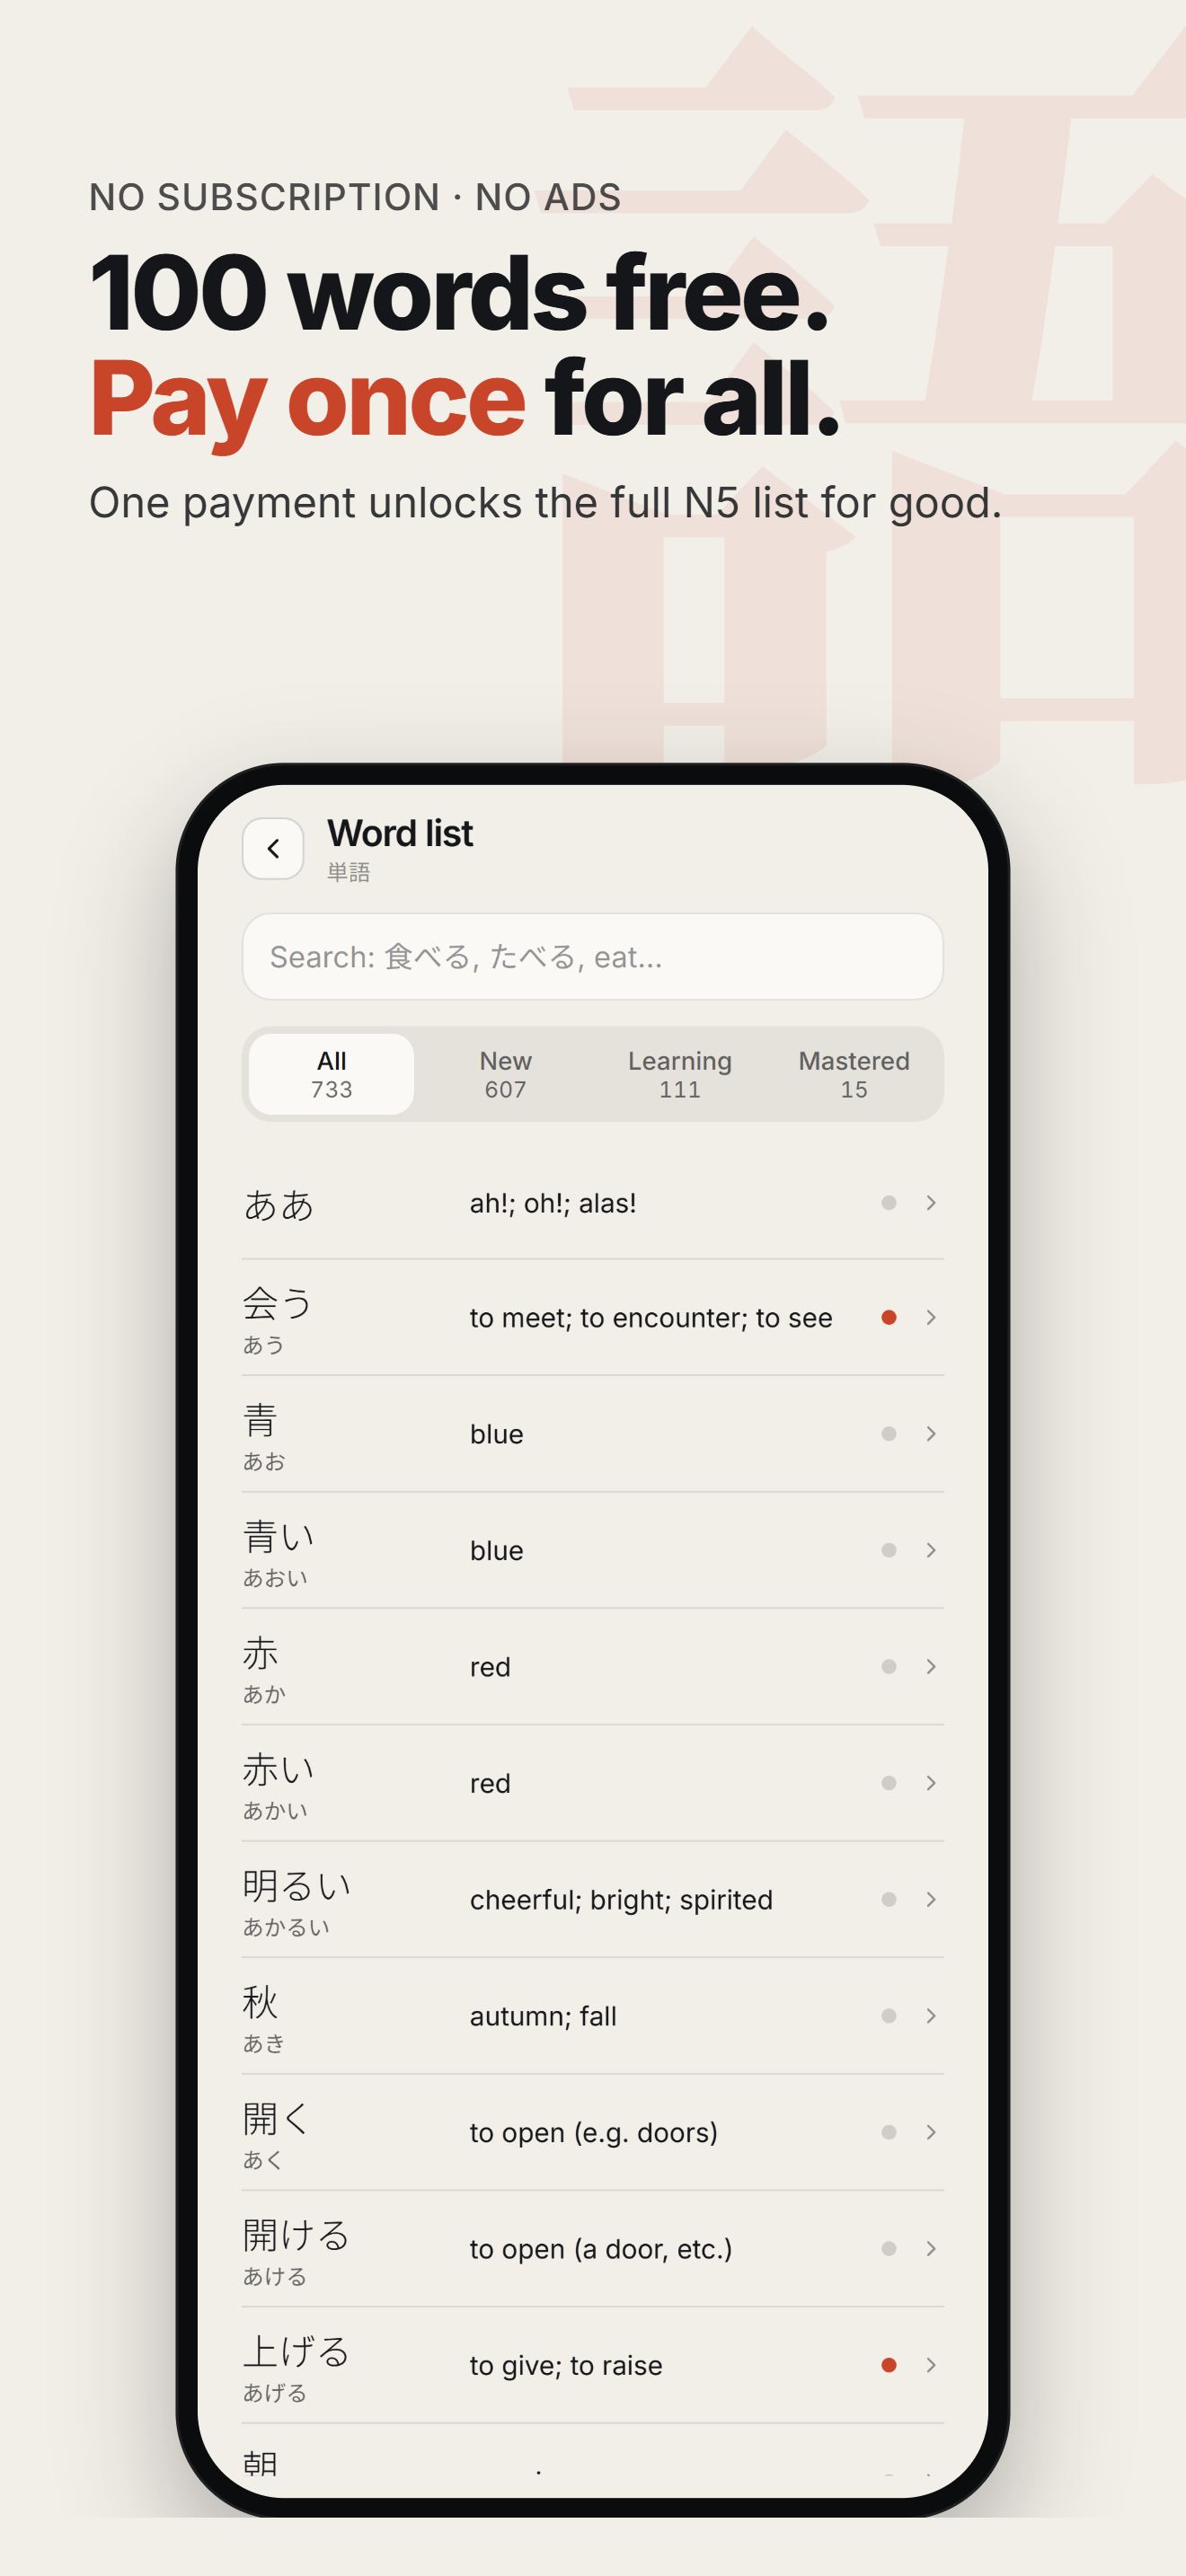 語
NO SUBSCRIPTION · NO ADS
100 words free.
Pay once for all.
One payment unlocks the full N5 list for good.
Word list
単語
Search: 食べる, たべる, eat…
All New Learning Mastered
733 607 111 15
ああ ah!; oh!; alas!
会う to meet; to encounter; to see
あう
青 blue
あお
青い blue
あおい
赤 red
あか
赤い red
あかい
明るい cheerful; bright; spirited
あかるい
秋 autumn; fall
あき
開く to open (e.g. doors)
あく
開ける to open (a door, etc.)
あける
上げる to give; to raise
あげる
朝